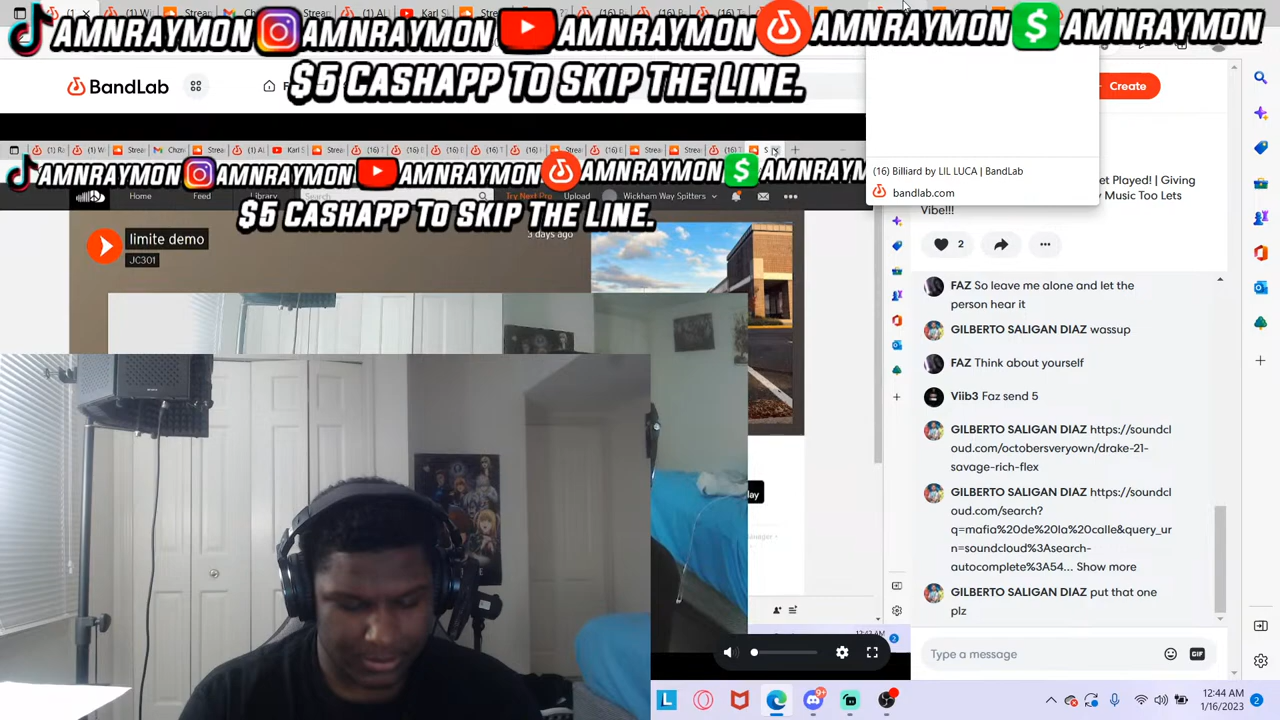 AMNRAYMON AMNRAYMON AMNRAYMON AMNRAYMON AMNRAYMON
$5 CASHAPP TO SKIP THE LINE.
BandLab
Create
(16) Billiard by LIL LUCA | BandLab
bandlab.com
et Played! | Giving
y Music Too Lets
Vibe!!!
2
AMNRAYMON AMNRAYMON AMNRAYMON AMNRAYMON AMNRAYMON
Home Feed Library Search Try Next Pro Upload Wickham Way Spitters
$5 CASHAPP TO SKIP THE LINE.
limite demo
JC301
3 days ago
FAZ So leave me alone and let the
person hear it
GILBERTO SALIGAN DIAZ wassup
FAZ Think about yourself
Viib3 Faz send 5
GILBERTO SALIGAN DIAZ https://soundcl
oud.com/octobersveryown/drake-21-
savage-rich-flex
GILBERTO SALIGAN DIAZ https://soundcl
oud.com/search?
q=mafia%20de%20la%20calle&query_ur
n=soundcloud%3Asearch-
autocomplete%3A54... Show more
GILBERTO SALIGAN DIAZ put that one
plz
Type a message
GIF
12:44 AM
1/16/2023
2